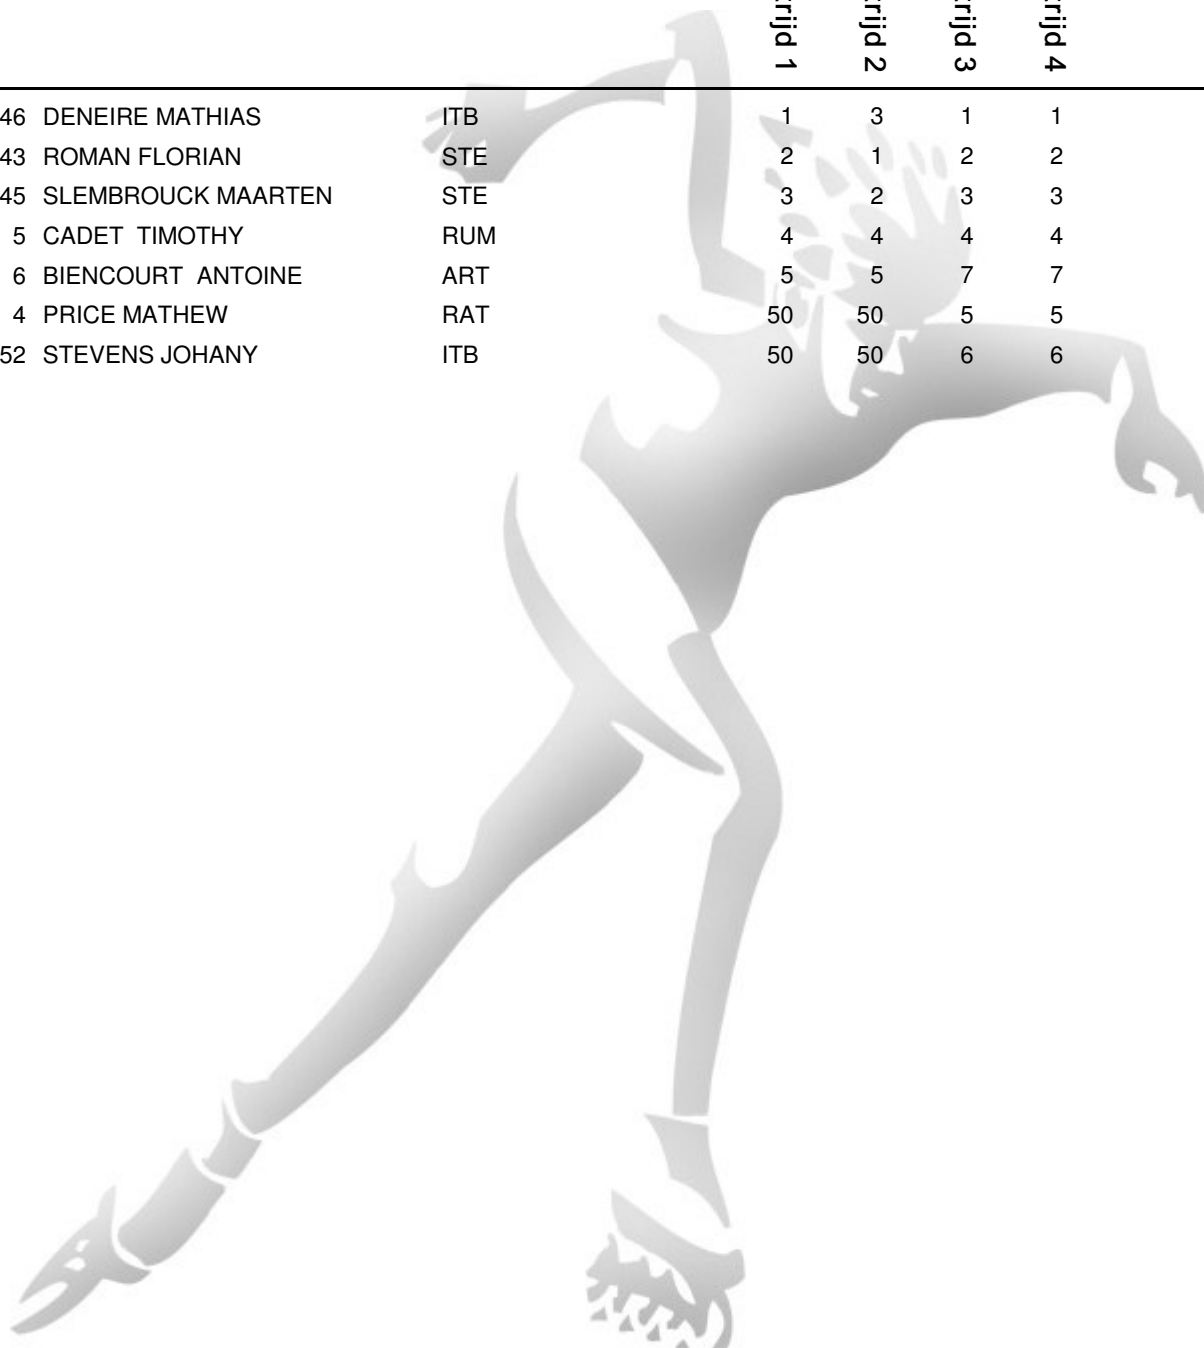 rijd 1 rijd 2 rijd 3 rijd 4
46 DENEIRE MATHIAS ITB 1 3 1 1
43 ROMAN FLORIAN STE 2 1 2 2
45 SLEMBROUCK MAARTEN STE 3 2 3 3
5 CADET TIMOTHY RUM 4 4 4 4
6 BIENCOURT ANTOINE ART 5 5 7 7
4 PRICE MATHEW RAT 50 50 5 5
52 STEVENS JOHANY ITB 50 50 6 6